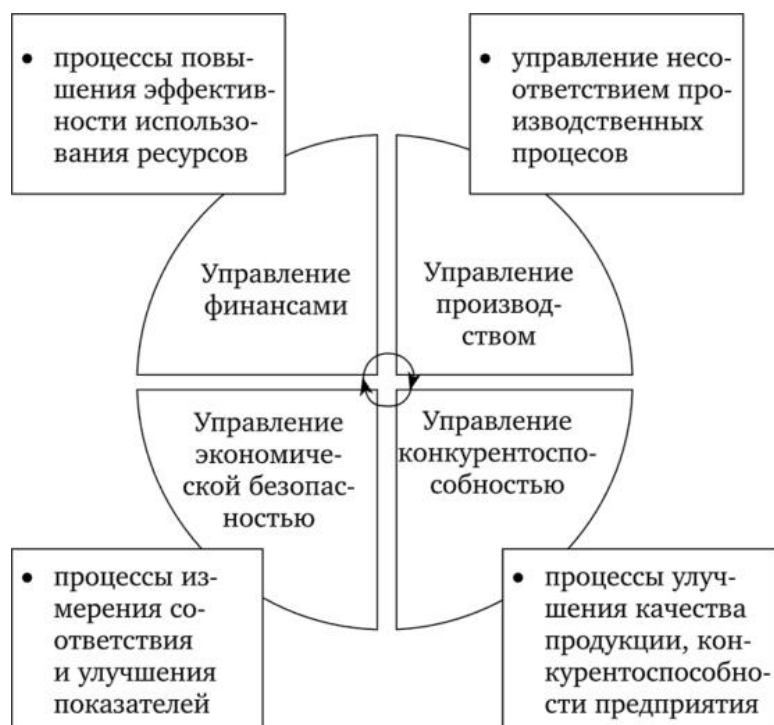 • процессы повы-
шения эффектив-
ности использо-
вания ресурсов
• управление несо-
ответствием про-
изводственных
процесов
Управление
финансами
Управление
производ-
ством
Управление
экономиче-
ской безопас-
ностью
Управление
конкурентоспо-
собностью
• процессы из-
мерения со-
ответствия
и улучшения
показателей
• процессы улуч-
шения качества
продукции, кон-
курентоспособно-
сти предприятия